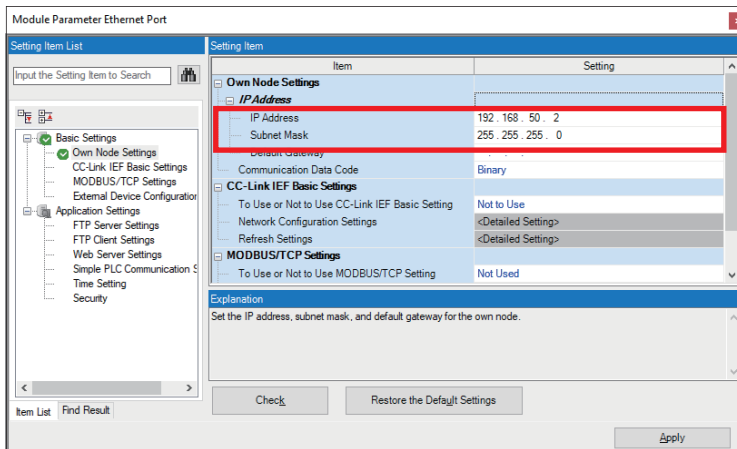 Module Parameter Ethernet Port
Setting Item List
Input the Setting Item to Search
Basic Settings
Own Node Settings
CC-Link IEF Basic Settings
MODBUS/TCP Settings
External Device Configuration
Application Settings
FTP Server Settings
FTP Client Settings
Web Server Settings
Simple PLC Communication S
Time Setting
Security
Item List Find Result
Setting Item
Item Setting
Own Node Settings
IP Address
IP Address 192 . 168 . 50 . 2
Subnet Mask 255 . 255 . 255 . 0
Default Gateway . . .
Communication Data Code Binary
CC-Link IEF Basic Settings
To Use or Not to Use CC-Link IEF Basic Setting Not to Use
Network Configuration Settings <Detailed Setting>
Refresh Settings <Detailed Setting>
MODBUS/TCP Settings
To Use or Not to Use MODBUS/TCP Setting Not Used
Explanation
Set the IP address, subnet mask, and default gateway for the own node.
Check Restore the Default Settings
Apply